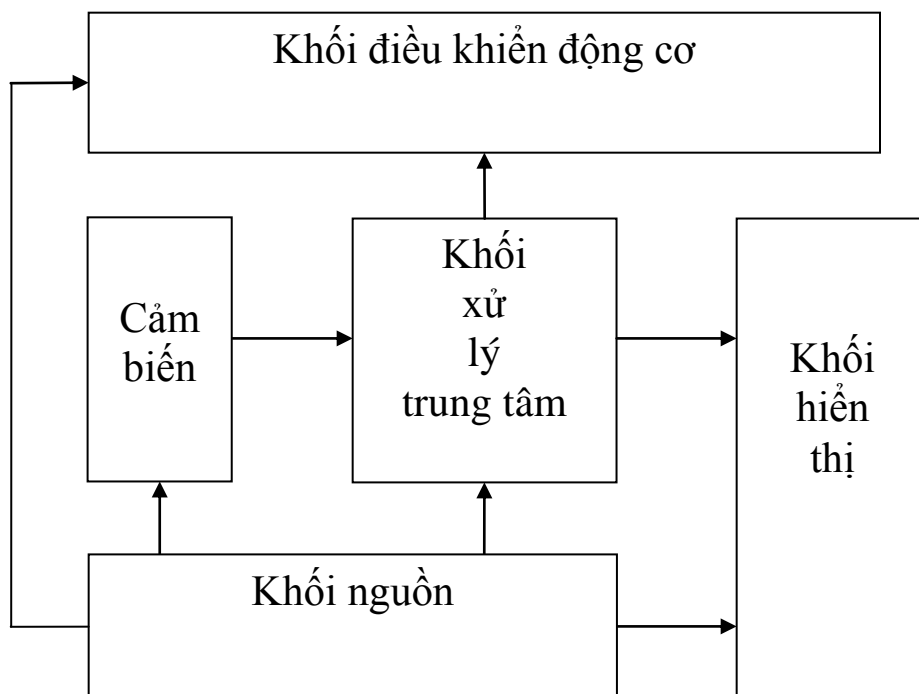 Khối điều khiển động cơ
Cảm
biến
Khối
xử
lý
trung tâm
Khối
hiển
thị
Khối nguồn